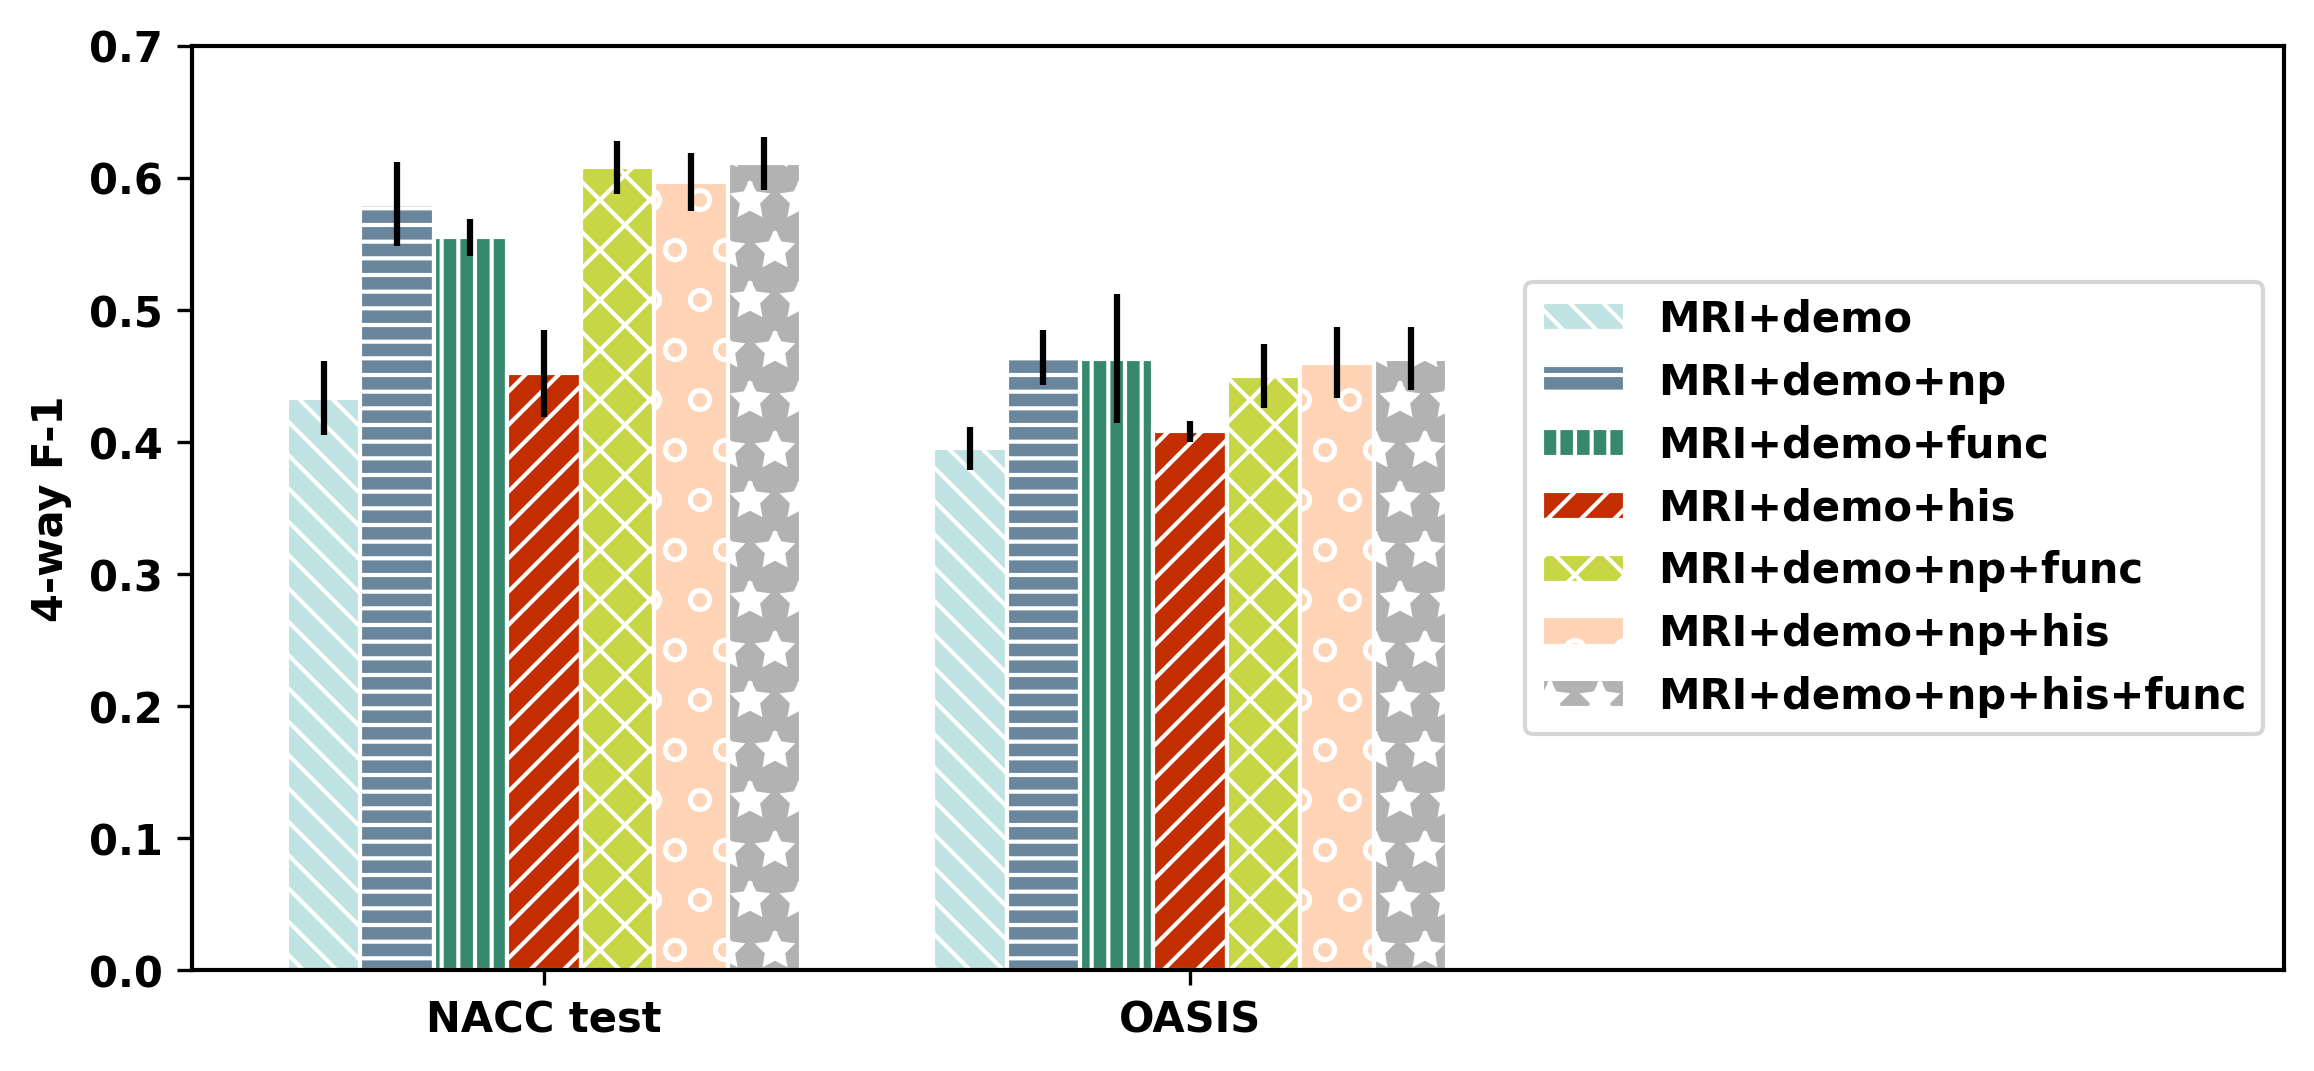 0.7
0.6
0.5
0.4
0.3
0.2
0.1
0.0
4-way F-1
NACC test
OASIS
MRI+demo
MRI+demo+np
MRI+demo+func
MRI+demo+his
MRI+demo+np+func
MRI+demo+np+his
MRI+demo+np+his+func